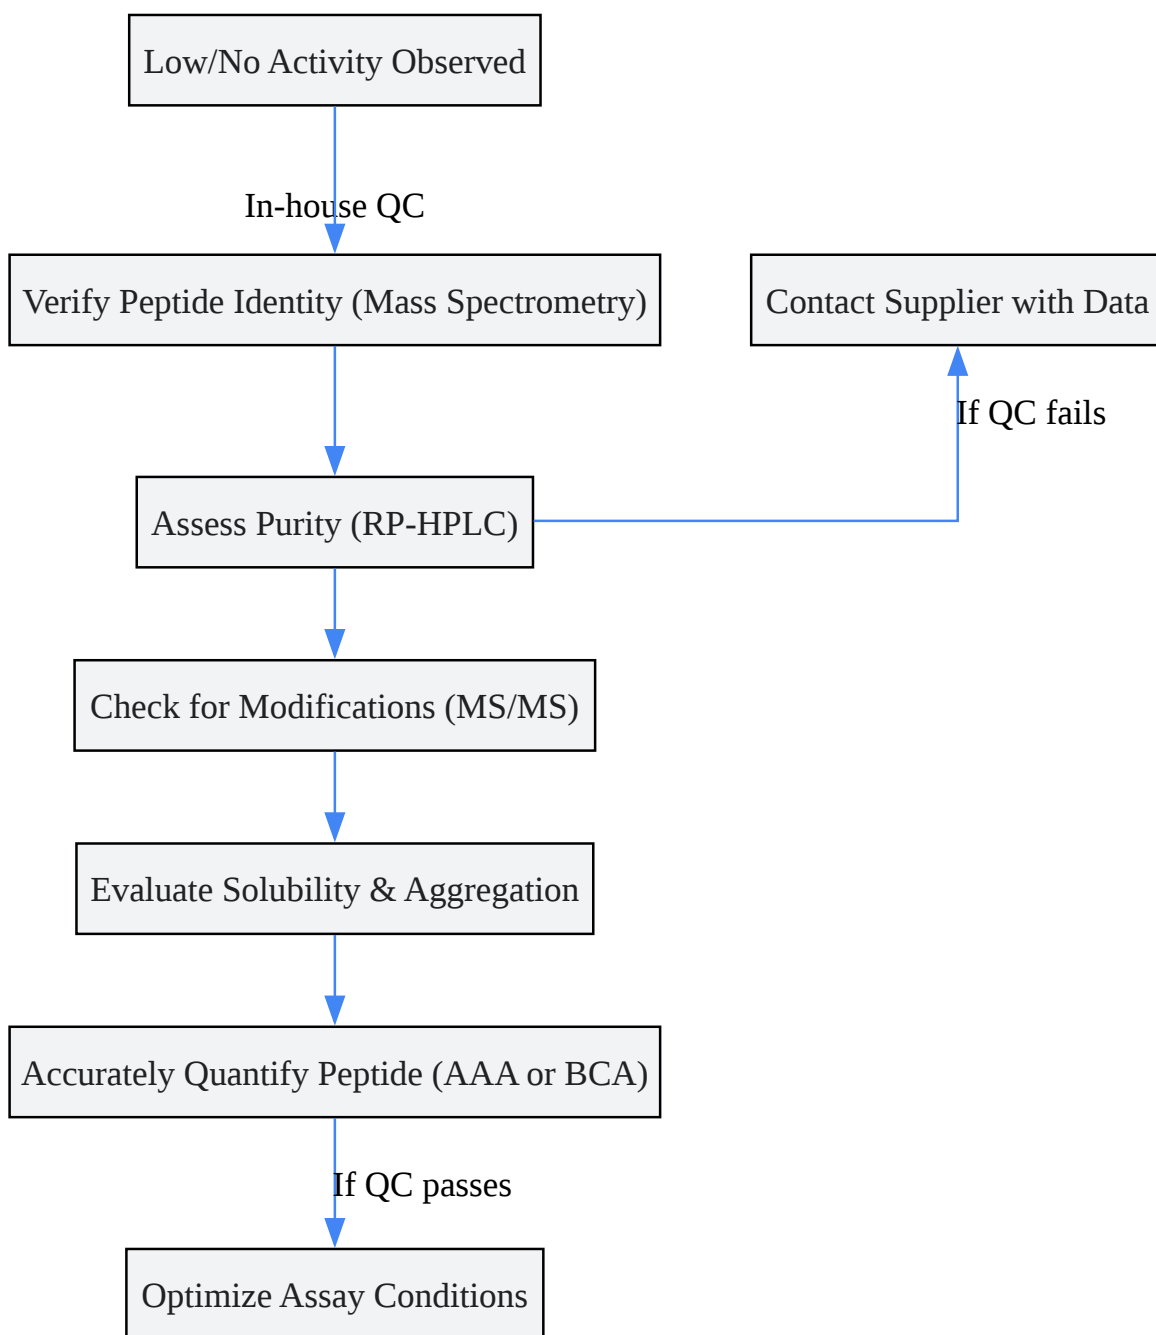 Low/No Activity Observed
In-house QC
Verify Peptide Identity (Mass Spectrometry)
Contact Supplier with Data
If QC fails
Assess Purity (RP-HPLC)
Check for Modifications (MS/MS)
Evaluate Solubility & Aggregation
Accurately Quantify Peptide (AAA or BCA)
If QC passes
Optimize Assay Conditions